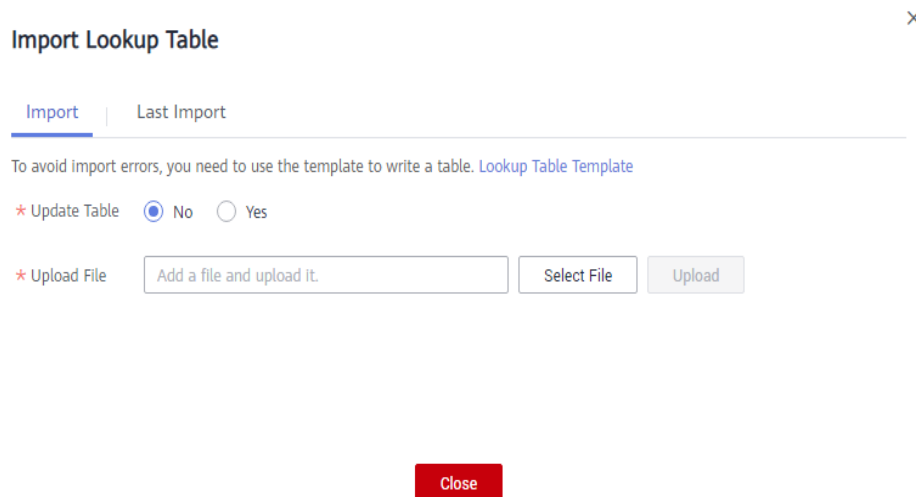 Import Lookup Table
Import
Last Import
To avoid import errors, you need to use the template to write a table. Lookup Table Template
* Update Table No Yes
* Upload File Add a file and upload it. Select File Upload
Close